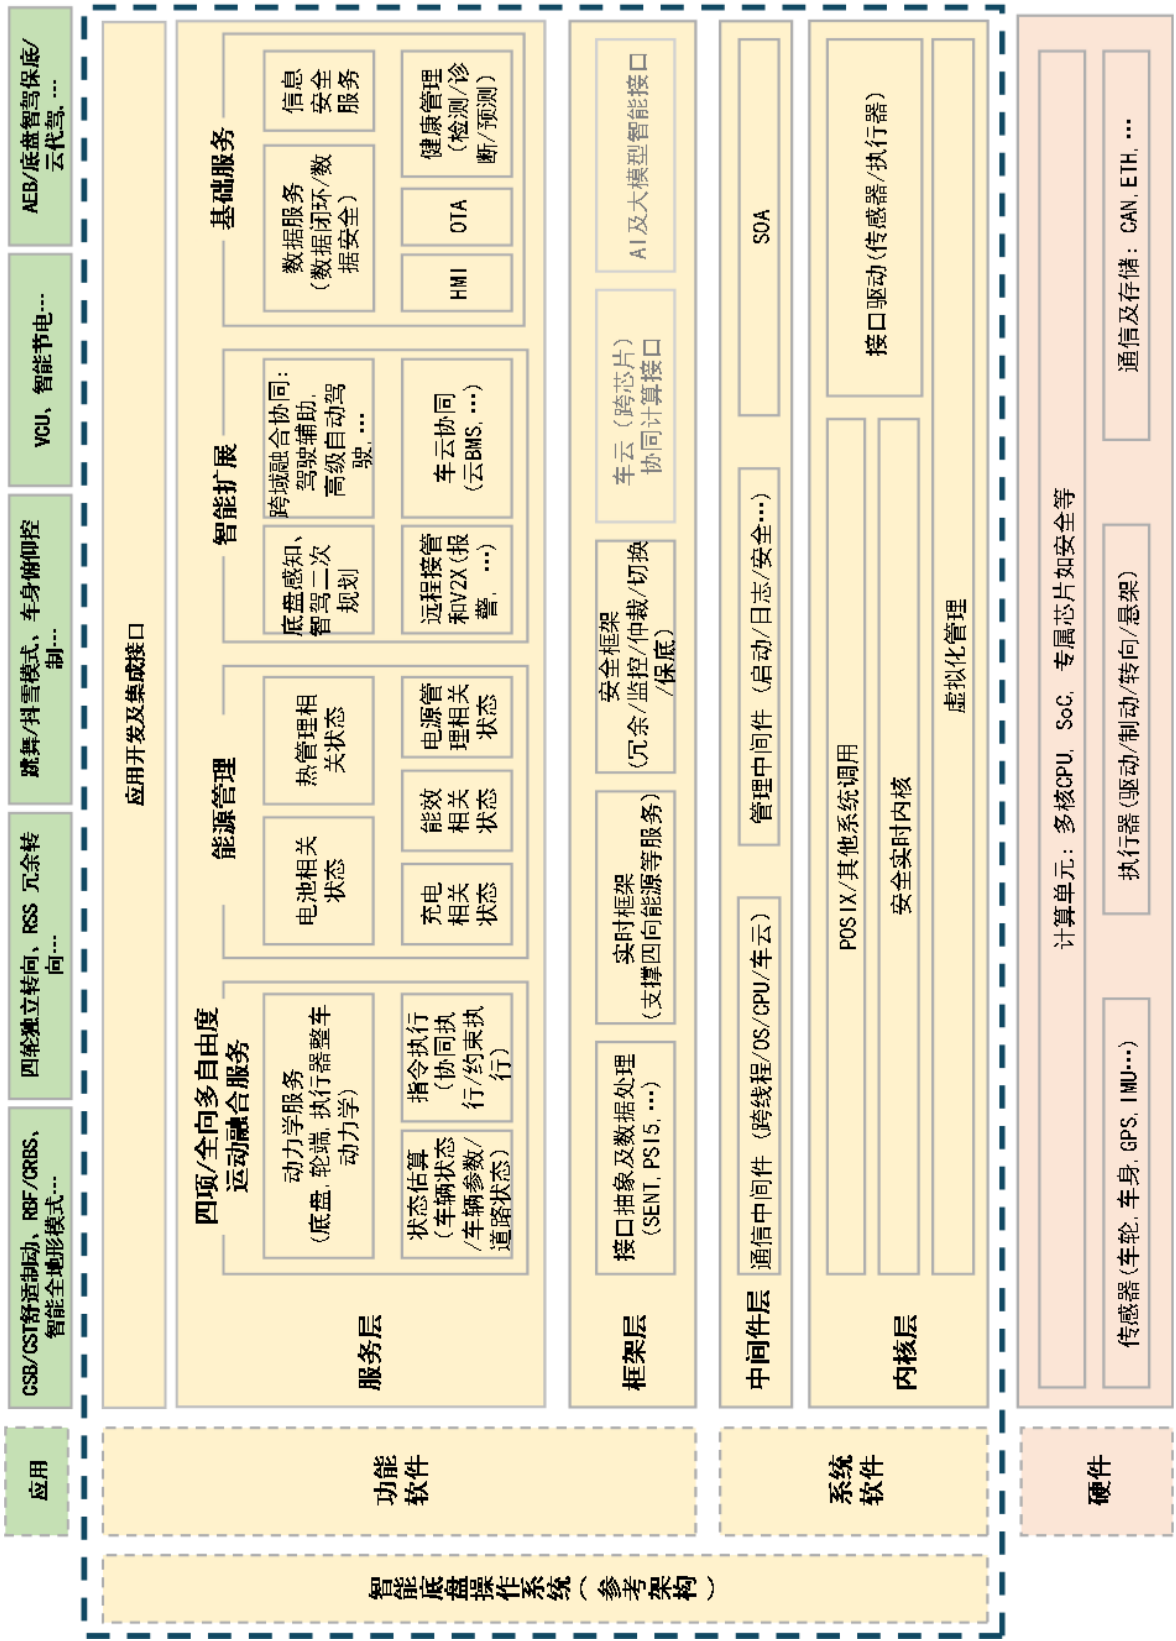 应用
CSB/CST舒适制动、RBF/CRBS、
智能全地形模式…
四轮独立转向、RSS 冗余转
向…
跳舞/抖雪模式、车身俯仰控
制…
VCU、智能节电…
AEB/底盘智驾保底/
云代驾,…
智能底盘操作系统(参考架构)
功能
软件
应用开发及集成接口
服务层
四项/全向多自由度
运动融合服务
动力学服务
(底盘,轮端,执行器整车
动力学)
状态估算
(车辆状态
/车辆参数/
道路状态)
指令执行
(协同执
行/约束执
行)
能源管理
电池相关
状态
热管理相
关状态
充电
相关
状态
能效
相关
状态
电源管
理相关
状态
智能扩展
底盘感知、
智驾二次
规划
跨域融合协同:
驾驶辅助,
高级自动驾
驶,…
远程接管
和V2X(报
警,…)
车云协同
(云BMS,…)
基础服务
数据服务
(数据闭环/数
据安全)
信息
安全
服务
HMI
OTA
健康管理
(检测/诊
断/预测)
框架层
接口抽象及数据处理
(SENT,PSI5,…)
实时框架
(支撑四向能源等服务)
安全框架
(冗余/监控/仲裁/切换
/保底)
车云(跨芯片)
协同计算接口
AI及大模型智能接口
系统
软件
中间件层
通信中间件(跨线程/OS/CPU/车云)
管理中间件(启动/日志/安全…)
SOA
内核层
POSIX/其他系统调用
安全实时内核
接口驱动(传感器/执行器)
虚拟化管理
硬件
计算单元:多核CPU, SoC, 专属芯片如安全等
传感器(车轮,车身,GPS,IMU…)
执行器(驱动/制动/转向/悬架)
通信及存储:CAN,ETH,…